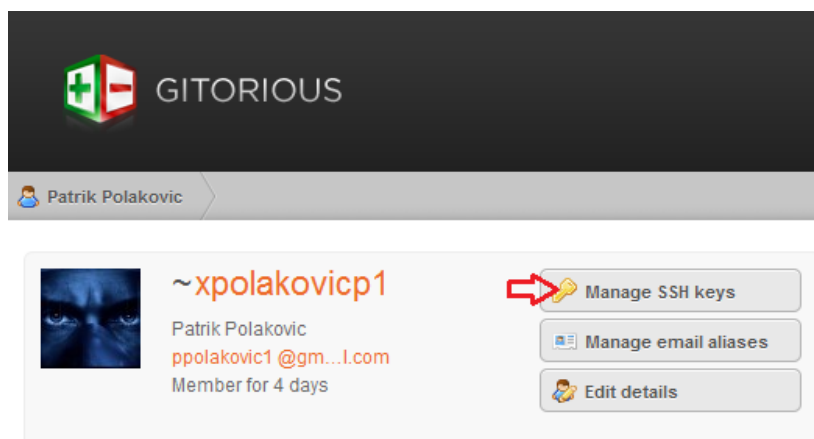 GITORIOUS
Patrik Polakovic
~xpolakovicp1
Patrik Polakovic
ppolakovic1 @gm...l.com
Member for 4 days
Manage SSH keys
Manage email aliases
Edit details